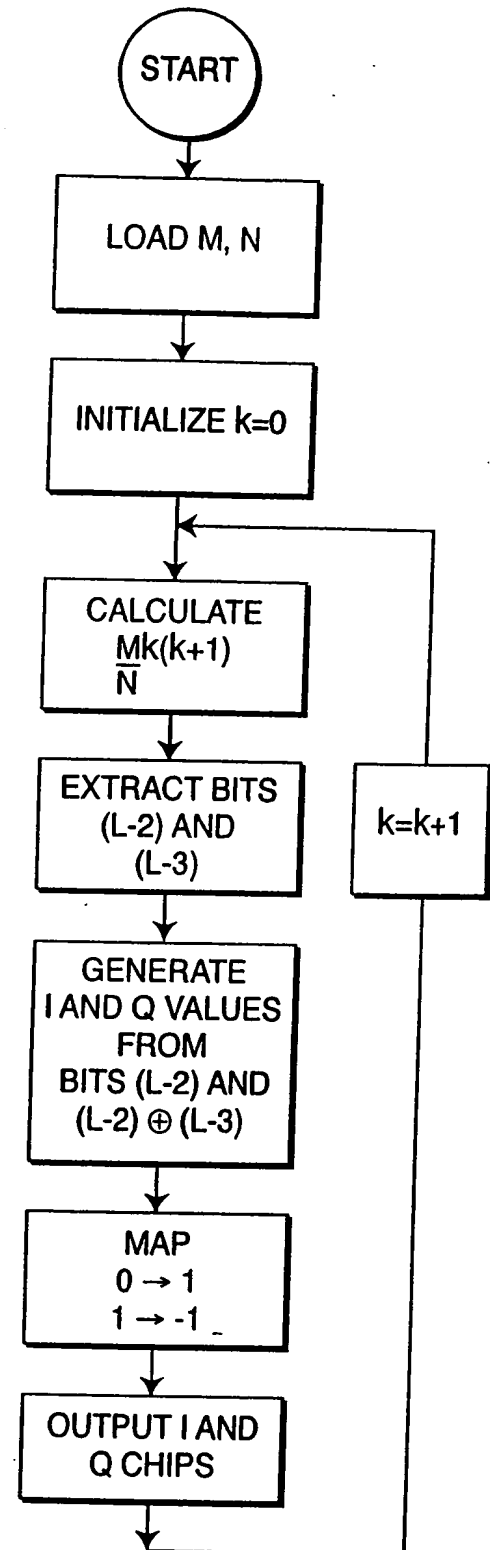 START
LOAD M, N
INITIALIZE k=0
CALCULATE
M/N k(k+1)
EXTRACT BITS
(L-2) AND
(L-3)
k=k+1
GENERATE
I AND Q VALUES
FROM
BITS (L-2) AND
(L-2) ⊕ (L-3)
MAP
0 → 1
1 → -1
OUTPUT I AND
Q CHIPS